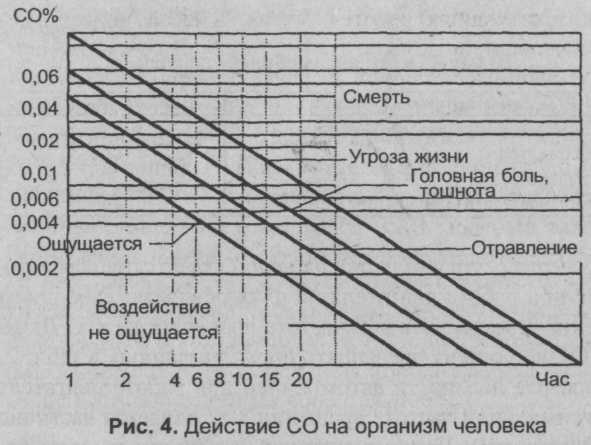 CO%
0,06
Смерть
0,04
0,02
Угроза жизни
0,01
Головная боль,
тошнота
0,006
0,004
Ощущается
Отравление
0,002
Воздействие
не ощущается
1 2 4 6 8 10 15 20 Час
Рис. 4. Действие СО на организм человека